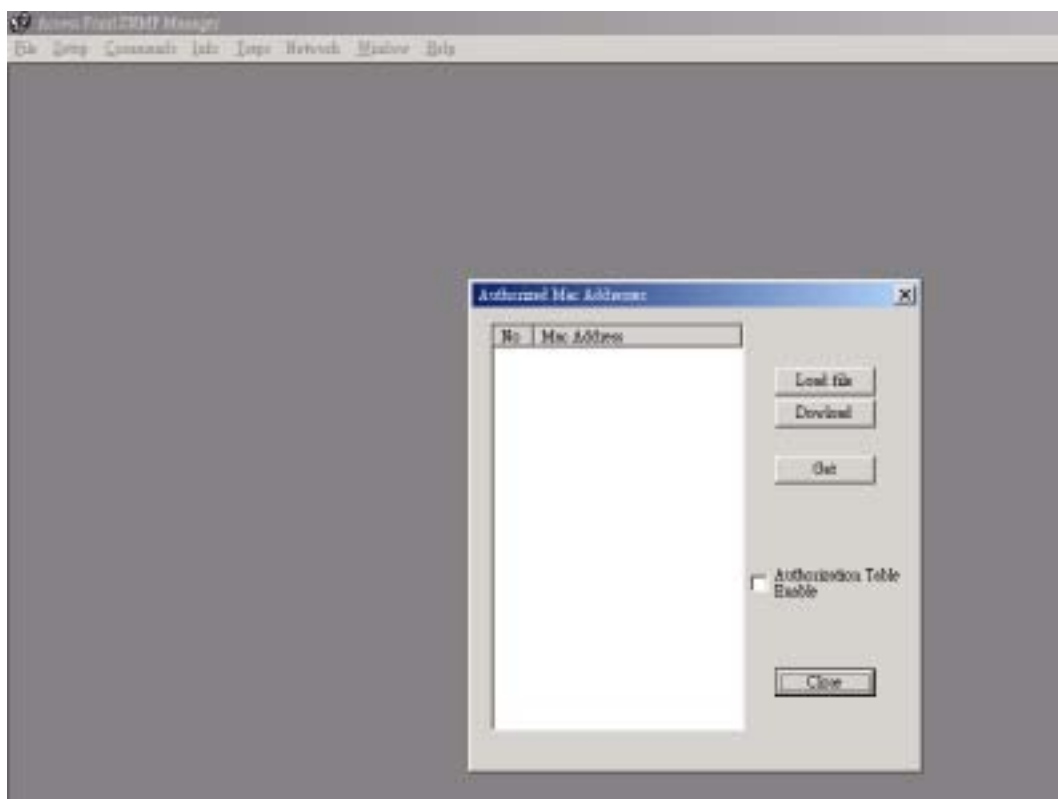 Access Point SNMP Manager
File Setup Commands Info Traps Network Window Help
Authorized Mac Addresses
No Mac Address
Load file
Dowload
Get
Authorization Table
Enable
Close